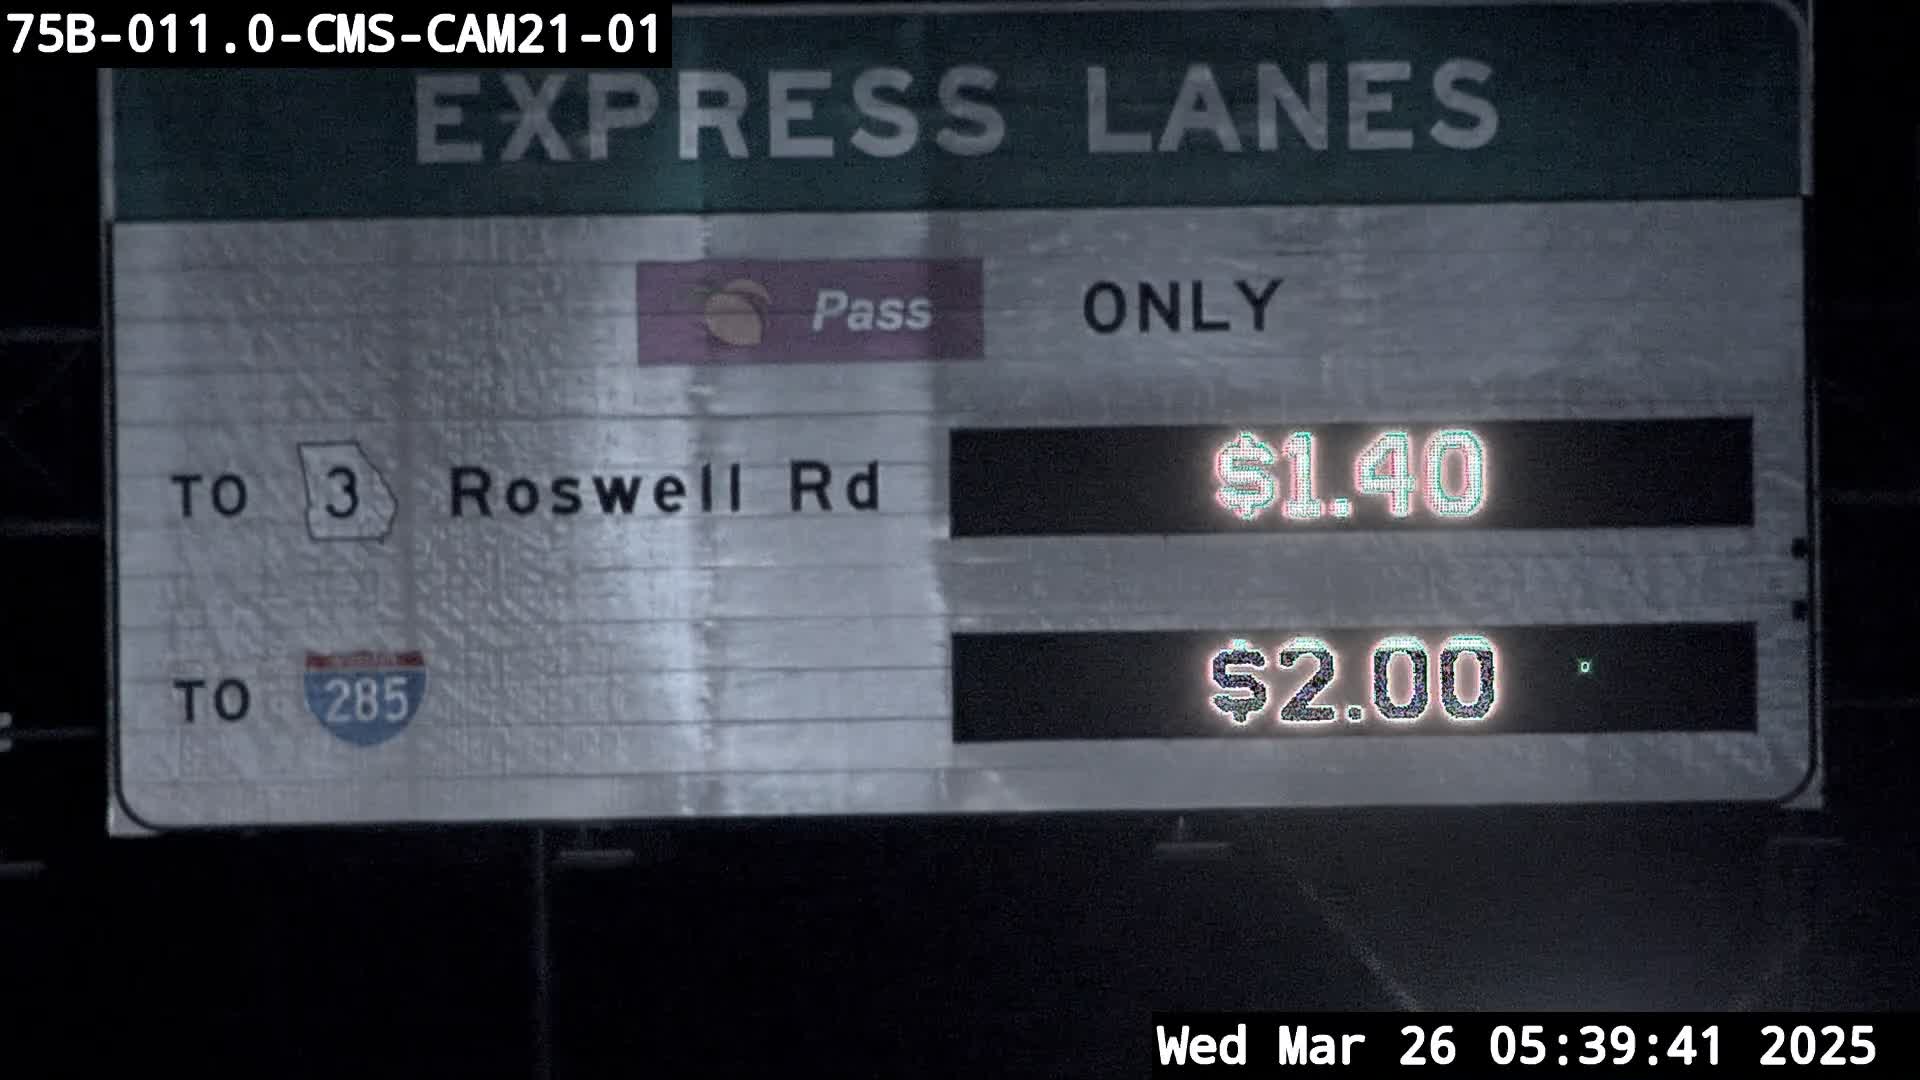 75B-011.0-CMS-CAM21-01
EXPRESS LANES
Pass ONLY
TO 3 Roswell Rd $1.40
TO 285 $2.00
Wed Mar 26 05:39:41 2025